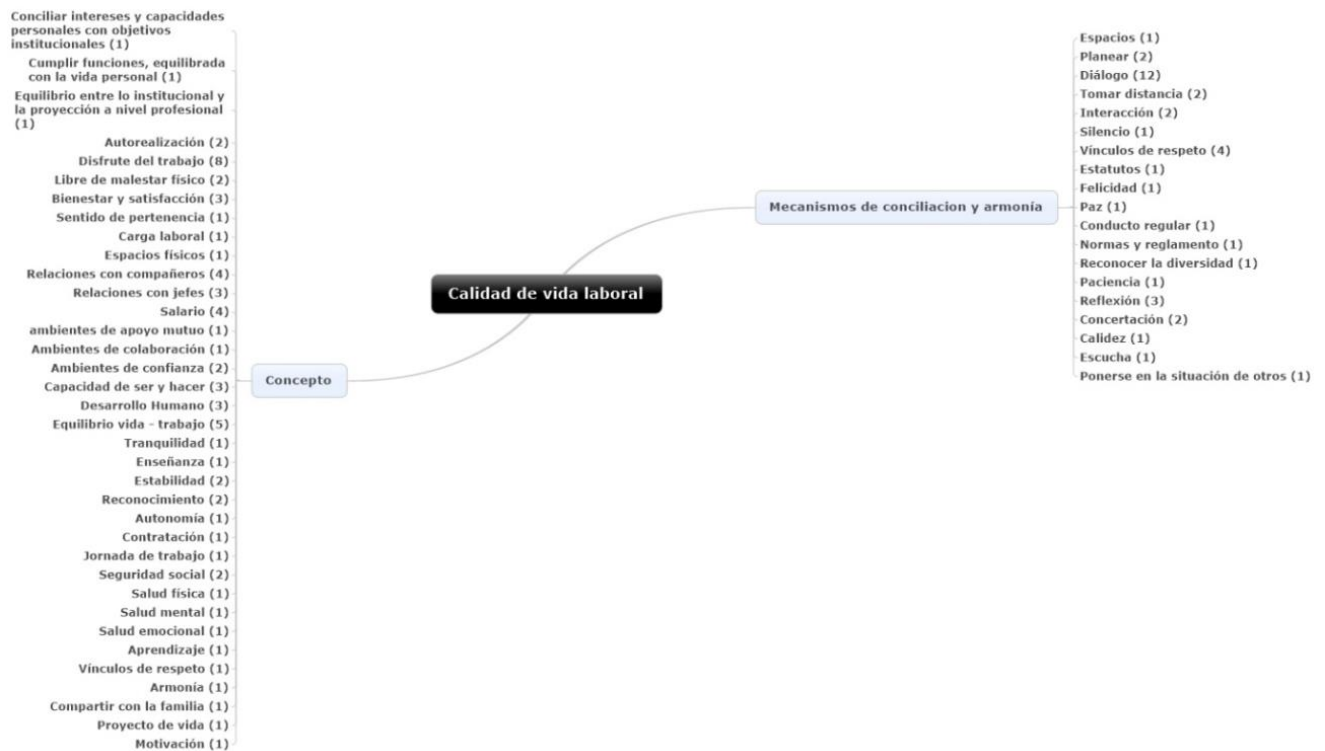 Conciliar intereses y capacidades
personales con objetivos
institucionales (1)
Cumplir funciones, equilibrada
con la vida personal (1)
Equilibrio entre lo institucional y
la proyección a nivel profesional
(1)
Autorealización (2)
Disfrute del trabajo (8)
Libre de malestar físico (2)
Bienestar y satisfacción (3)
Sentido de pertenencia (1)
Carga laboral (1)
Espacios físicos (1)
Relaciones con compañeros (4)
Relaciones con jefes (3)
Salario (4)
ambientes de apoyo mutuo (1)
Ambientes de colaboración (1)
Ambientes de confianza (2)
Capacidad de ser y hacer (3)
Desarrollo Humano (3)
Equilibrio vida - trabajo (5)
Tranquilidad (1)
Enseñanza (1)
Estabilidad (2)
Reconocimiento (2)
Autonomía (1)
Contratación (1)
Jornada de trabajo (1)
Seguridad social (2)
Salud física (1)
Salud mental (1)
Salud emocional (1)
Aprendizaje (1)
Vínculos de respeto (1)
Armonía (1)
Compartir con la familia (1)
Proyecto de vida (1)
Motivación (1)
Concepto
Calidad de vida laboral
Mecanismos de conciliacion y armonía
Espacios (1)
Planear (2)
Diálogo (12)
Tomar distancia (2)
Interacción (2)
Silencio (1)
Vínculos de respeto (4)
Estatutos (1)
Felicidad (1)
Paz (1)
Conducto regular (1)
Normas y reglamento (1)
Reconocer la diversidad (1)
Paciencia (1)
Reflexión (3)
Concertación (2)
Calidez (1)
Escucha (1)
Ponerse en la situación de otros (1)